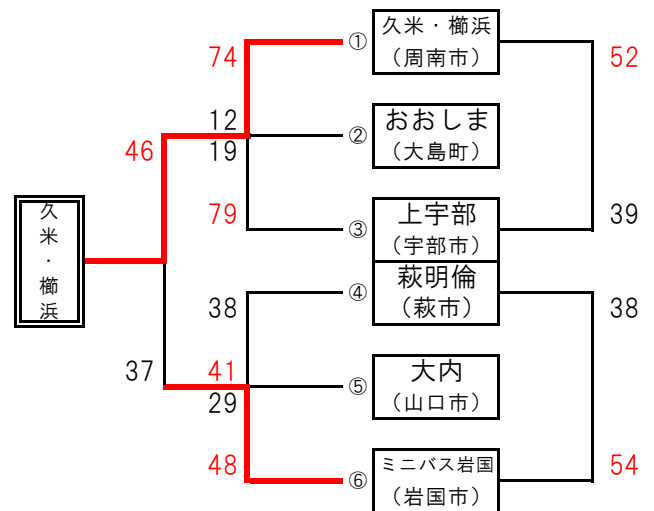 久米・櫛浜
74
①
久米・櫛浜
（周南市）
52
12
②
おおしま
（大島町）
46
19
79
③
上宇部
（宇部市）
39
38
④
萩明倫
（萩市）
38
37
41
⑤
大内
（山口市）
29
48
⑥
ミニバス岩国
（岩国市）
54